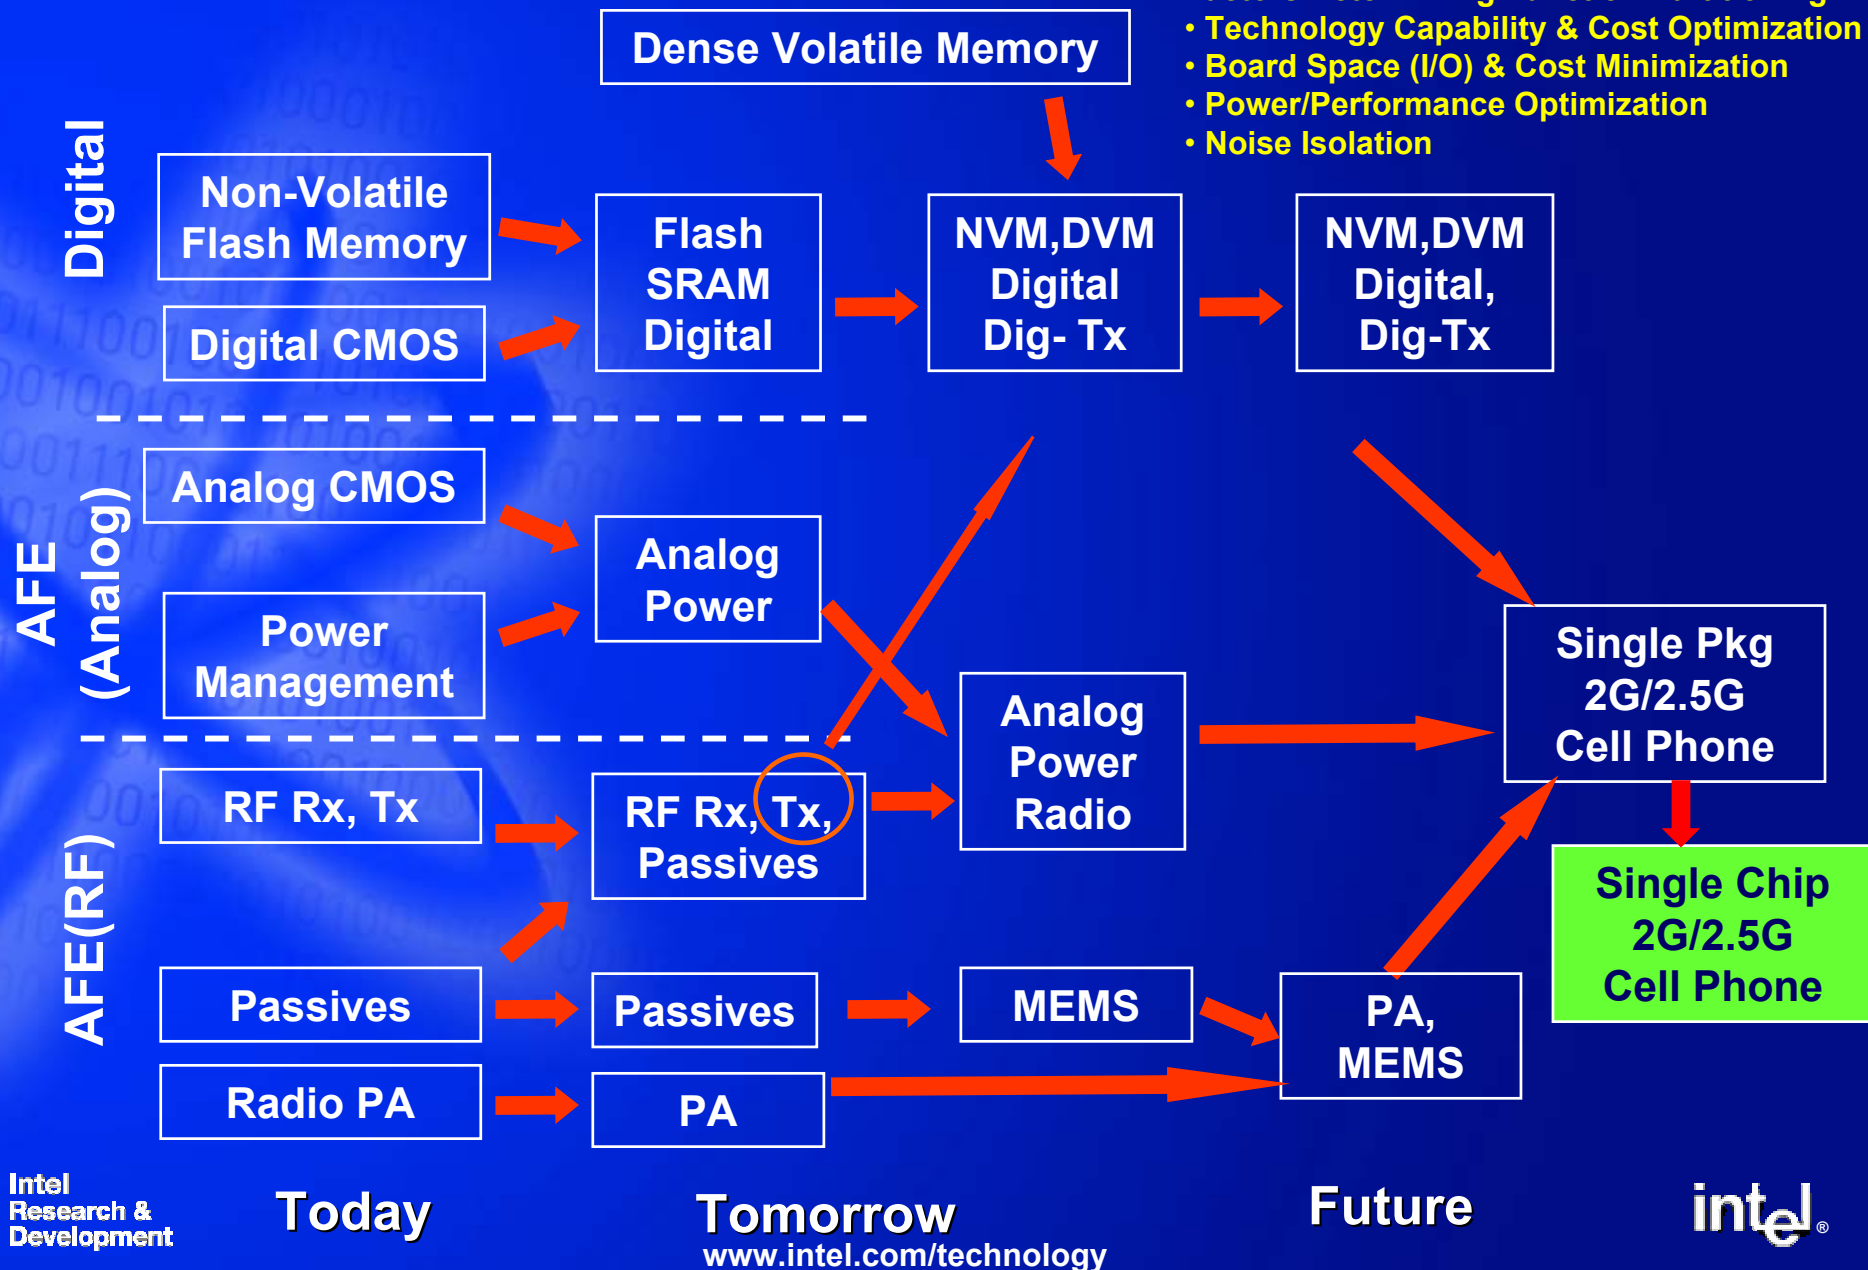 Dense Volatile Memory
• Technology Capability & Cost Optimization
• Board Space (I/O) & Cost Minimization
• Power/Performance Optimization
• Noise Isolation
Digital
Non-Volatile
Flash Memory
Digital CMOS
Flash
SRAM
Digital
NVM,DVM
Digital
Dig- Tx
NVM,DVM
Digital,
Dig-Tx
AFE
(Analog)
Analog CMOS
Power
Management
Analog
Power
Analog
Power
Radio
Single Pkg
2G/2.5G
Cell Phone
AFE(RF)
RF Rx, Tx
RF Rx, Tx,
Passives
Single Chip
2G/2.5G
Cell Phone
Passives
Passives
MEMS
PA,
MEMS
Radio PA
PA
Intel
Research &
Development
Today
Tomorrow
Future
www.intel.com/technology
intel®